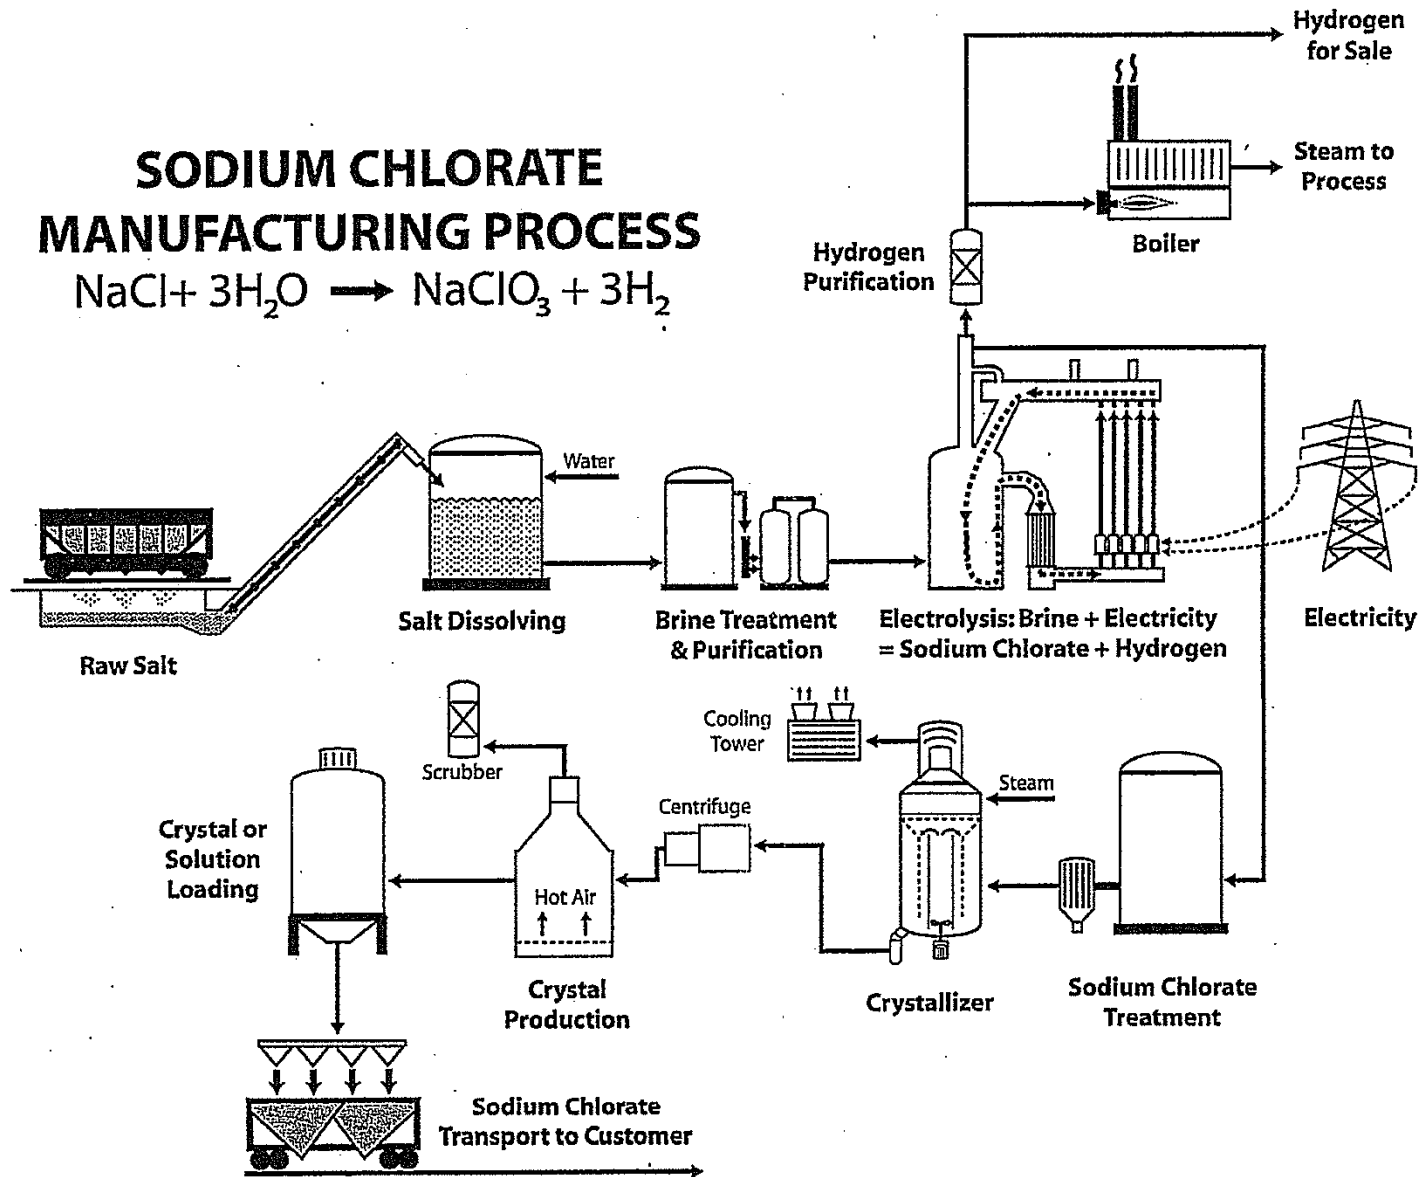 Hydrogen
for Sale
SODIUM CHLORATE
MANUFACTURING PROCESS
NaCl+ 3H₂O → NaClO₃ + 3H₂
Steam to
Process
Boiler
Hydrogen
Purification
Water
Raw Salt
Salt Dissolving
Brine Treatment
& Purification
Electrolysis: Brine + Electricity
= Sodium Chlorate + Hydrogen
Electricity
Scrubber
Cooling
Tower
Steam
Centrifuge
Crystal or
Solution
Loading
Hot Air
Crystal
Production
Crystallizer
Sodium Chlorate
Treatment
Sodium Chlorate
Transport to Customer